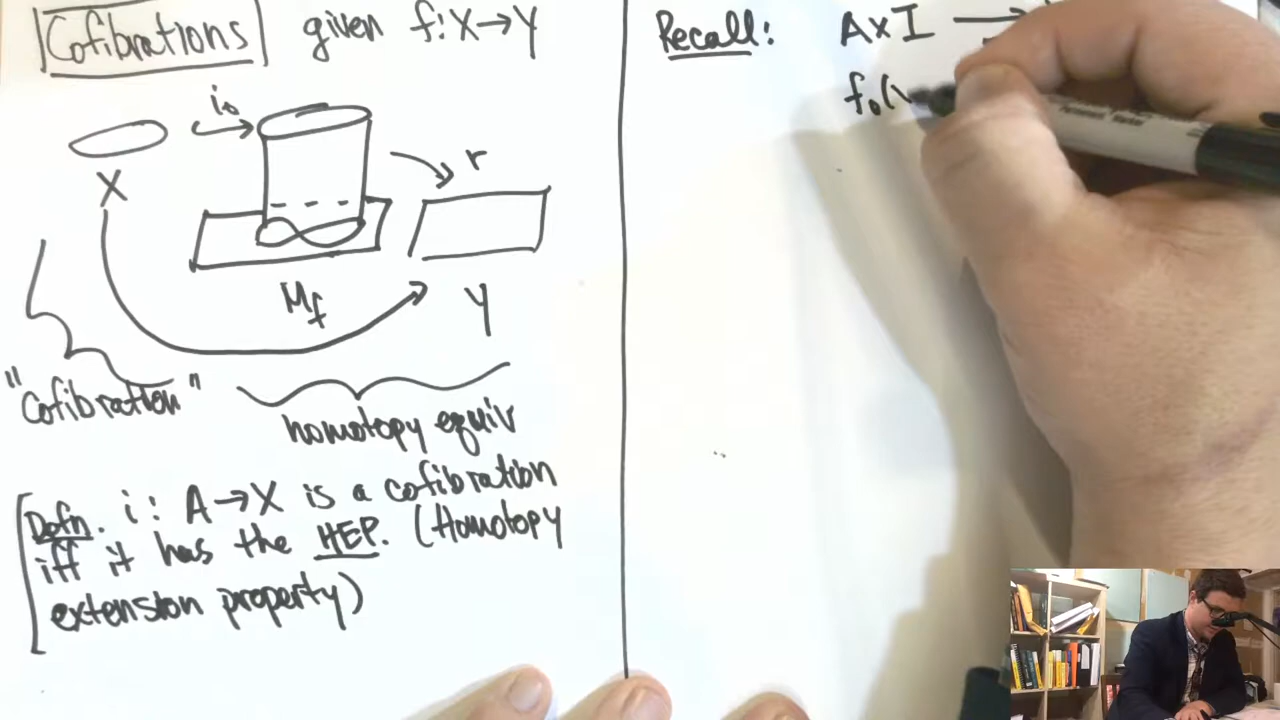 Cofibrations given f: X→Y
i₀
X
r
M_f
Y
"Cofibration"
homotopy equiv
Defn. i: A→X is a cofibration
iff it has the HEP. (Homotopy
extension property)
Recall: A×I →
f₀(